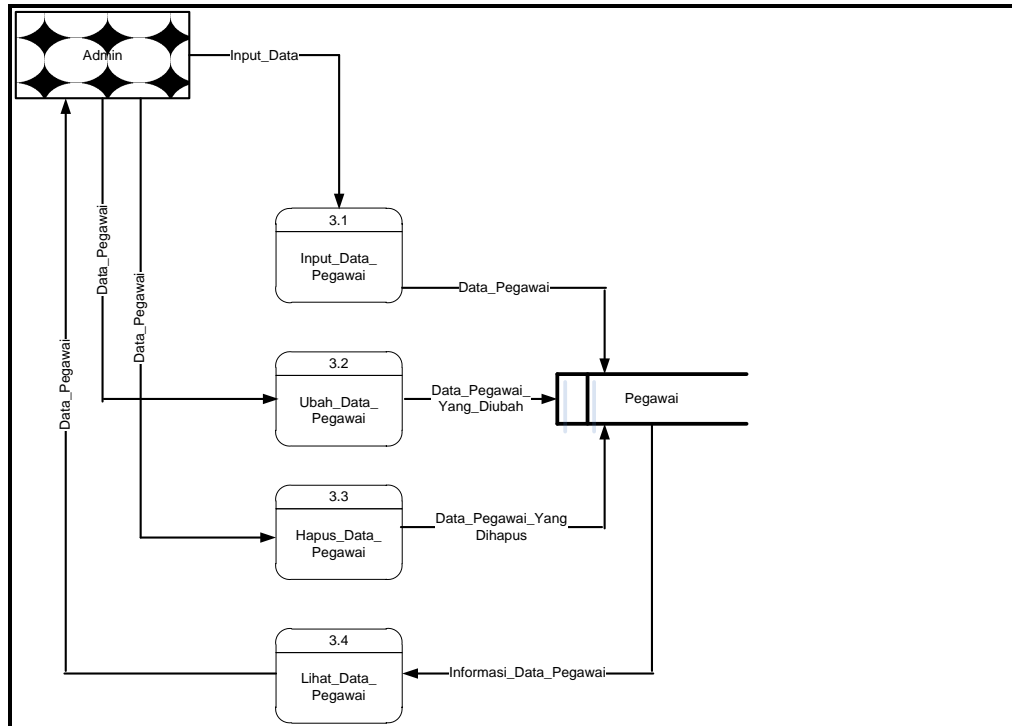 Admin
Input_Data
3.1
Input_Data_
Pegawai
Data_Pegawai
Data_Pegawai
Data_Pegawai
Data_Pegawai
3.2
Ubah_Data_
Pegawai
Data_Pegawai_
Yang_Diubah
Pegawai
3.3
Hapus_Data_
Pegawai
Data_Pegawai_Yang
Dihapus
3.4
Lihat_Data_
Pegawai
Informasi_Data_Pegawai